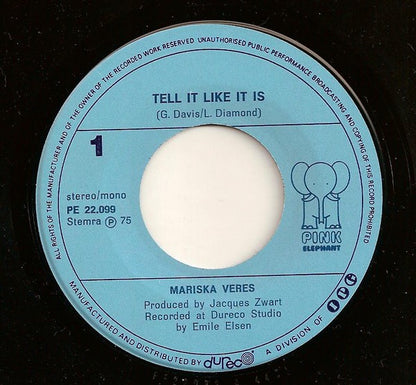 ALL RIGHTS OF THE MANUFACTURER AND OF THE OWNER OF THE RECORDED WORK RESERVED UNAUTHORISED PUBLIC PERFORMANCE BROADCASTING AND COPYING OF THIS RECORD PROHIBITED
TELL IT LIKE IT IS
(G. Davis/L. Diamond)
1
stereo/mono
PE 22.099
Stemra Ⓟ 75
PINK
ELEPHANT
MARISKA VERES
Produced by Jacques Zwart
Recorded at Dureco Studio
by Emile Elsen
MANUFACTURED AND DISTRIBUTED BY dureco A DIVISION OF